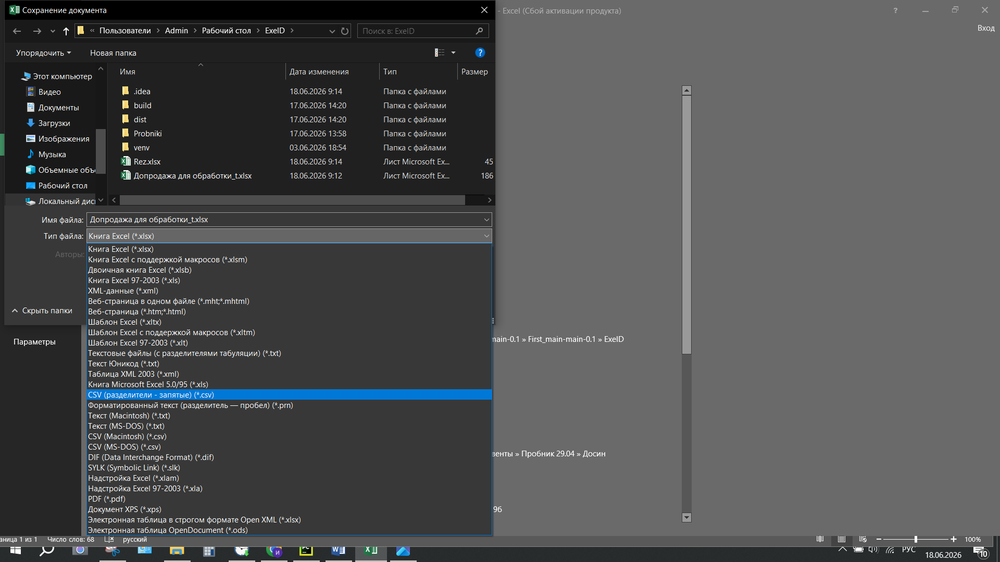 Сохранение документа
- Excel (Сбой активации продукта)
?
Вход
« Пользователи > Admin > Рабочий стол > ExeID >
Поиск в: ExeID
Упорядочить
Новая папка
?
Имя
Дата изменения
Тип
Размер
Этот компьютер
Видео
Документы
Загрузки
Изображения
Музыка
Объемные объ
Рабочий стол
Локальный дис
.idea 18.06.2026 9:14 Папка с файлами
build 17.06.2026 14:20 Папка с файлами
dist 17.06.2026 14:20 Папка с файлами
Probniki 17.06.2026 13:58 Папка с файлами
venv 03.06.2026 18:54 Папка с файлами
Rez.xlsx 18.06.2026 9:14 Лист Microsoft Ex... 45
Допродажа для обработки_t.xlsx 18.06.2026 9:12 Лист Microsoft Ex... 186
Имя файла: Допродажа для обработки_t.xlsx
Тип файла: Книга Excel (*.xlsx)
Авторы:
Книга Excel (*.xlsx)
Книга Excel с поддержкой макросов (*.xlsm)
Двоичная книга Excel (*.xlsb)
Книга Excel 97-2003 (*.xls)
XML-данные (*.xml)
Веб-страница в одном файле (*.mht;*.mhtml)
Веб-страница (*.htm;*.html)
Шаблон Excel (*.xltx)
Шаблон Excel с поддержкой макросов (*.xltm)
Шаблон Excel 97-2003 (*.xlt)
Текстовые файлы (с разделителями табуляции) (*.txt)
Текст Юникод (*.txt)
Таблица XML 2003 (*.xml)
Книга Microsoft Excel 5.0/95 (*.xls)
CSV (разделители - запятые) (*.csv)
Форматированный текст (разделитель — пробел) (*.prn)
Текст (Macintosh) (*.txt)
Текст (MS-DOS) (*.txt)
CSV (Macintosh) (*.csv)
CSV (MS-DOS) (*.csv)
DIF (Data Interchange Format) (*.dif)
SYLK (Symbolic Link) (*.slk)
Надстройка Excel (*.xlam)
Надстройка Excel 97-2003 (*.xla)
PDF (*.pdf)
Документ XPS (*.xps)
Электронная таблица в строгом формате Open XML (*.xlsx)
Электронная таблица OpenDocument (*.ods)
Скрыть папки
Параметры
main-0.1 » First_main-main-0.1 » ExeID
венты » Пробник 29.04 » Досин
96
аница 1 из 1 Число слов: 68 русский
100%
РУС
18.06.2026
10